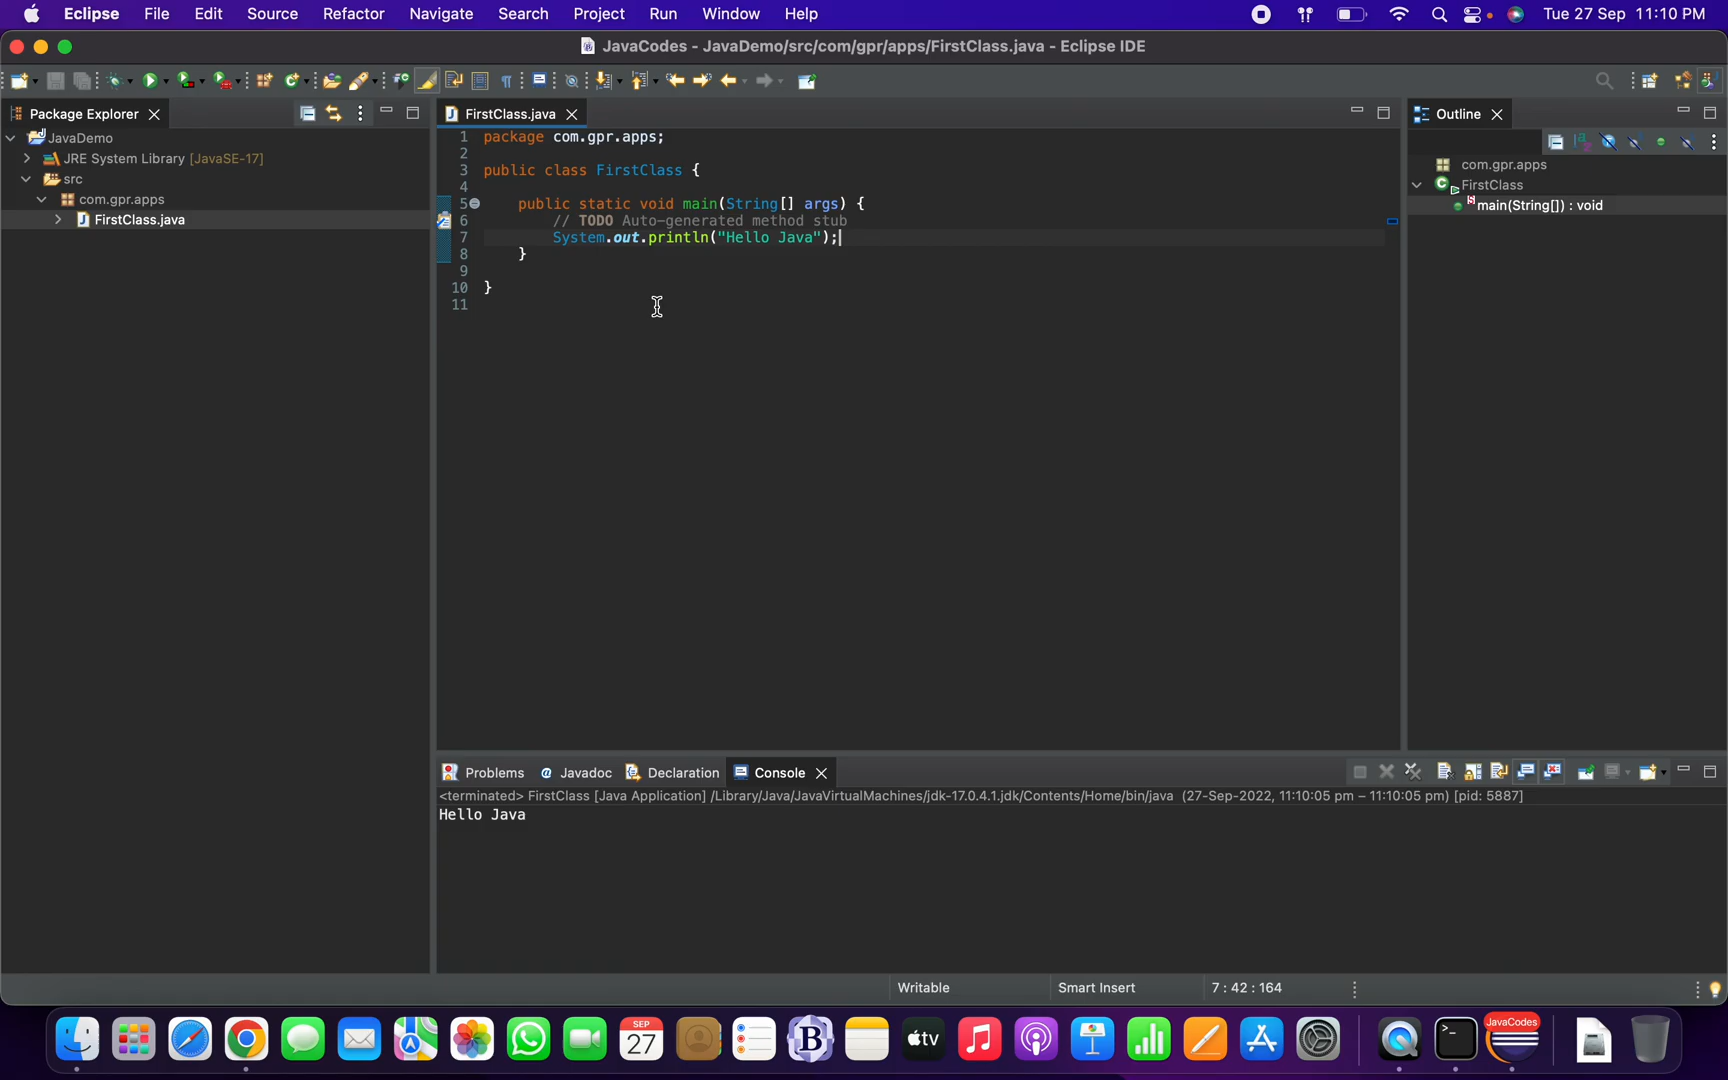 Eclipse File Edit Source Refactor Navigate Search Project Run Window Help Tue 27 Sep 11:10 PM
JavaCodes - JavaDemo/src/com/gpr/apps/FirstClass.java - Eclipse IDE
Package Explorer
JavaDemo
JRE System Library [JavaSE-17]
src
com.gpr.apps
FirstClass.java
FirstClass.java
1 package com.gpr.apps;
2
3 public class FirstClass {
4
5 public static void main(String[] args) {
6 // TODO Auto-generated method stub
7 System.out.println("Hello Java");
8 }
9
10 }
11
Outline
com.gpr.apps
FirstClass
main(String[]) : void
Problems Javadoc Declaration Console
<terminated> FirstClass [Java Application] /Library/Java/JavaVirtualMachines/jdk-17.0.4.1.jdk/Contents/Home/bin/java (27-Sep-2022, 11:10:05 pm – 11:10:05 pm) [pid: 5887]
Hello Java
Writable Smart Insert 7 : 42 : 164
SEP
27
tv
JavaCodes